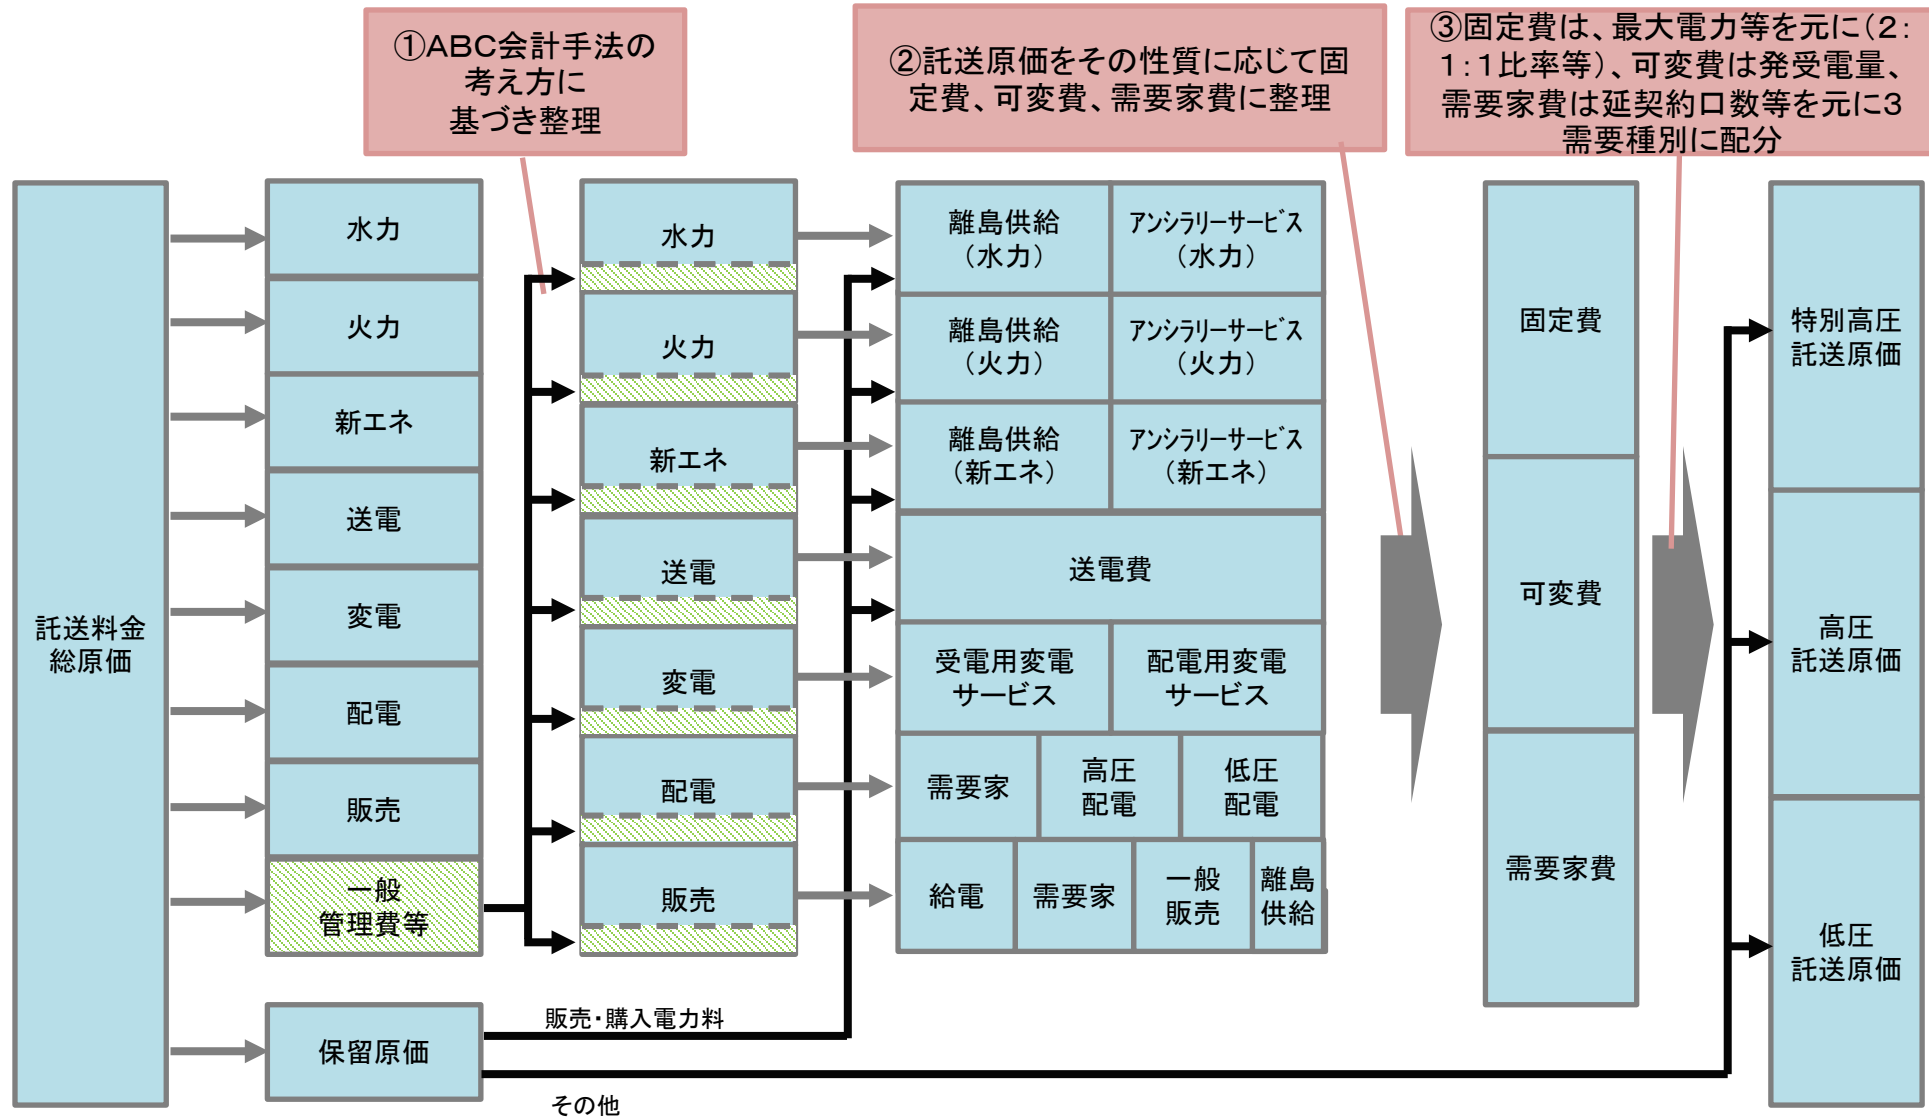 ①ABC会計手法の
考え方に
基づき整理
②託送原価をその性質に応じて固
定費、可変費、需要家費に整理
③固定費は、最大電力等を元に(2:
1:1比率等)、可変費は発受電量、
需要家費は延契約口数等を元に3
需要種別に配分
託送料金
総原価
水力
火力
新エネ
送電
変電
配電
販売
一般
管理費等
保留原価
水力
火力
新エネ
送電
変電
配電
販売
販売・購入電力料
その他
離島供給
(水力)
アンシラリーサービス
(水力)
離島供給
(火力)
アンシラリーサービス
(火力)
離島供給
(新エネ)
アンシラリーサービス
(新エネ)
送電費
受電用変電
サービス
配電用変電
サービス
需要家
高圧
配電
低圧
配電
給電
需要家
一般
販売
離島
供給
固定費
可変費
需要家費
特別高圧
託送原価
高圧
託送原価
低圧
託送原価